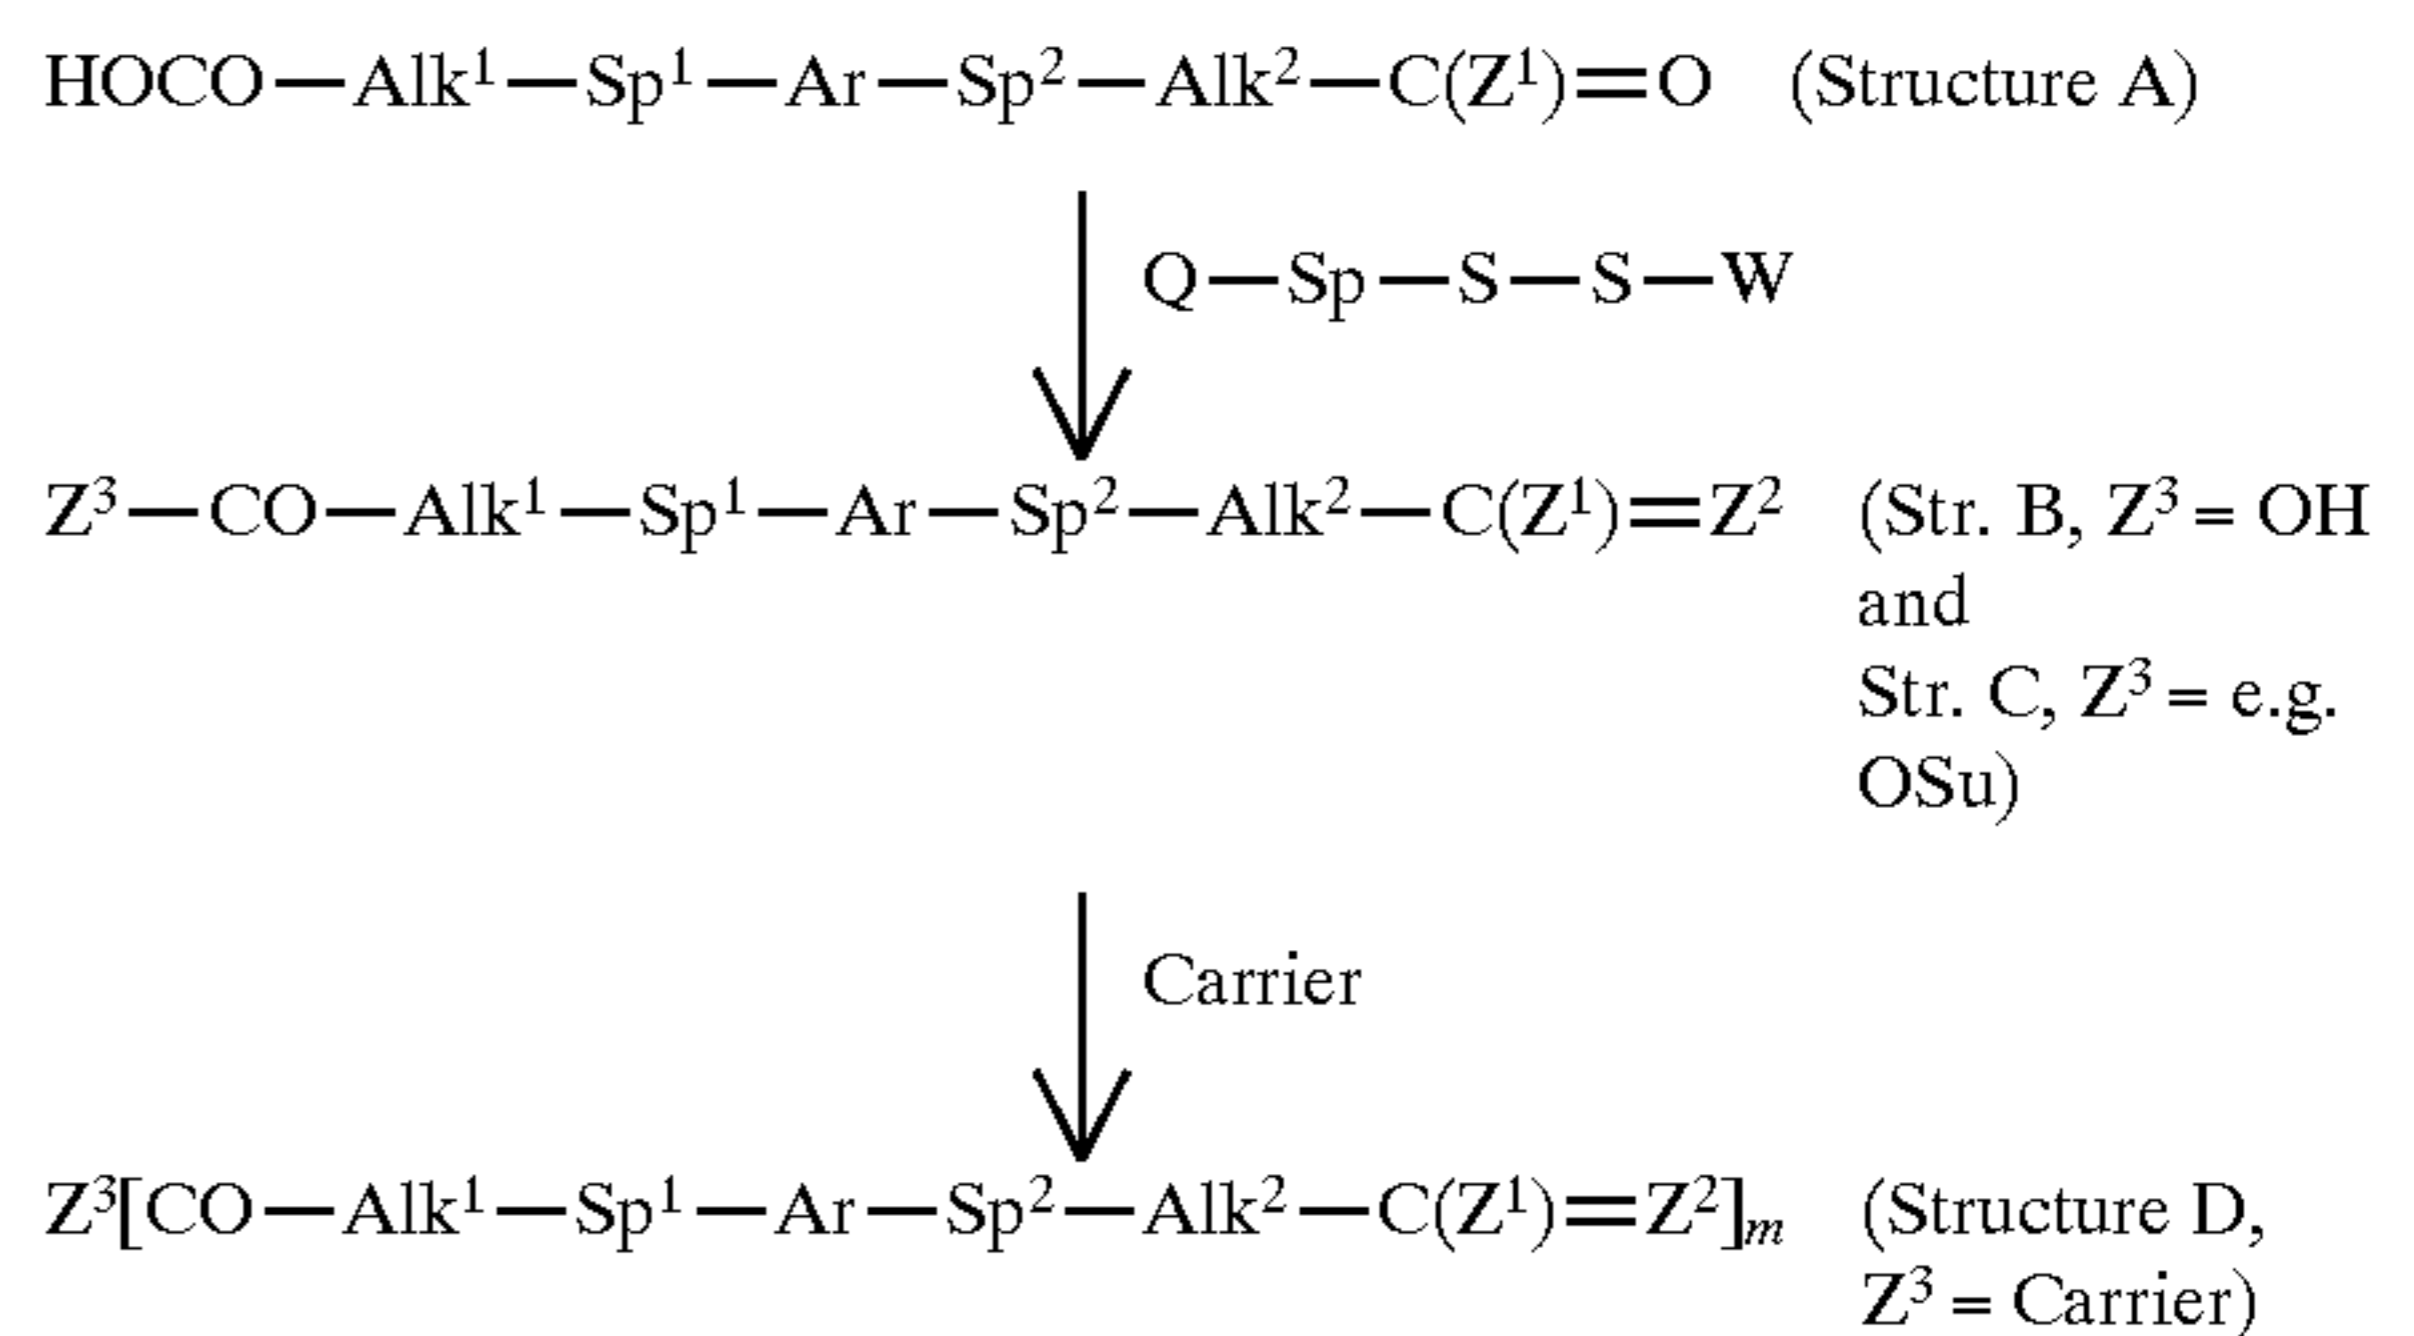 HOCO—Alk¹—Sp¹—Ar—Sp²—Alk²—C(Z¹)=O (Structure A)
Q—Sp—S—S—W
Z³—CO—Alk¹—Sp¹—Ar—Sp²—Alk²—C(Z¹)=Z² (Str. B, Z³ = OH
and
Str. C, Z³ = e.g.
OSu)
Carrier
Z³[CO—Alk¹—Sp¹—Ar—Sp²—Alk²—C(Z¹)=Z²]m (Structure D,
Z³ = Carrier)